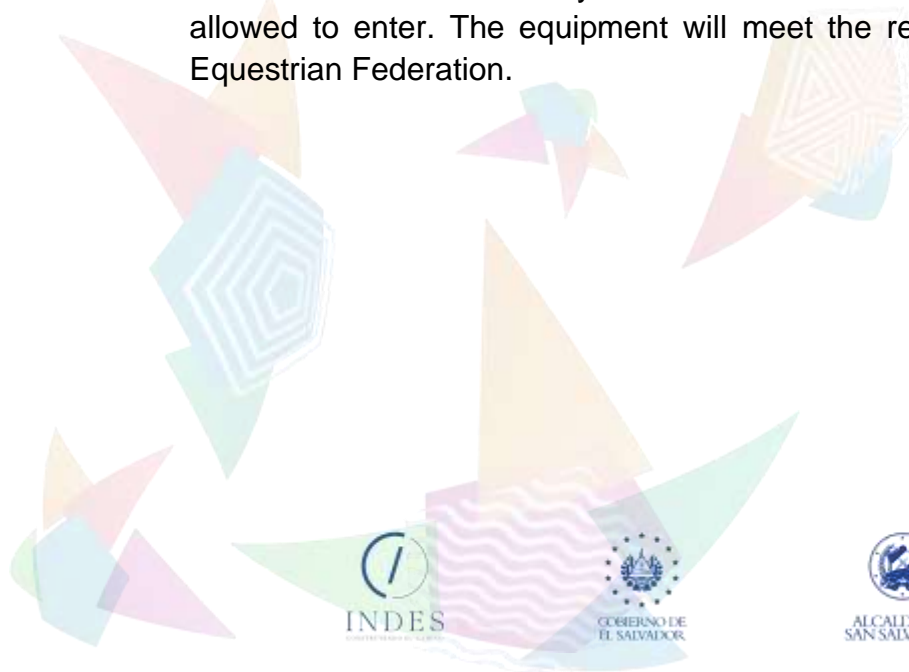 allowed to enter. The equipment will meet the re
Equestrian Federation.
INDES
GOBIERNO DE
EL SALVADOR
ALCALD
SAN SALV